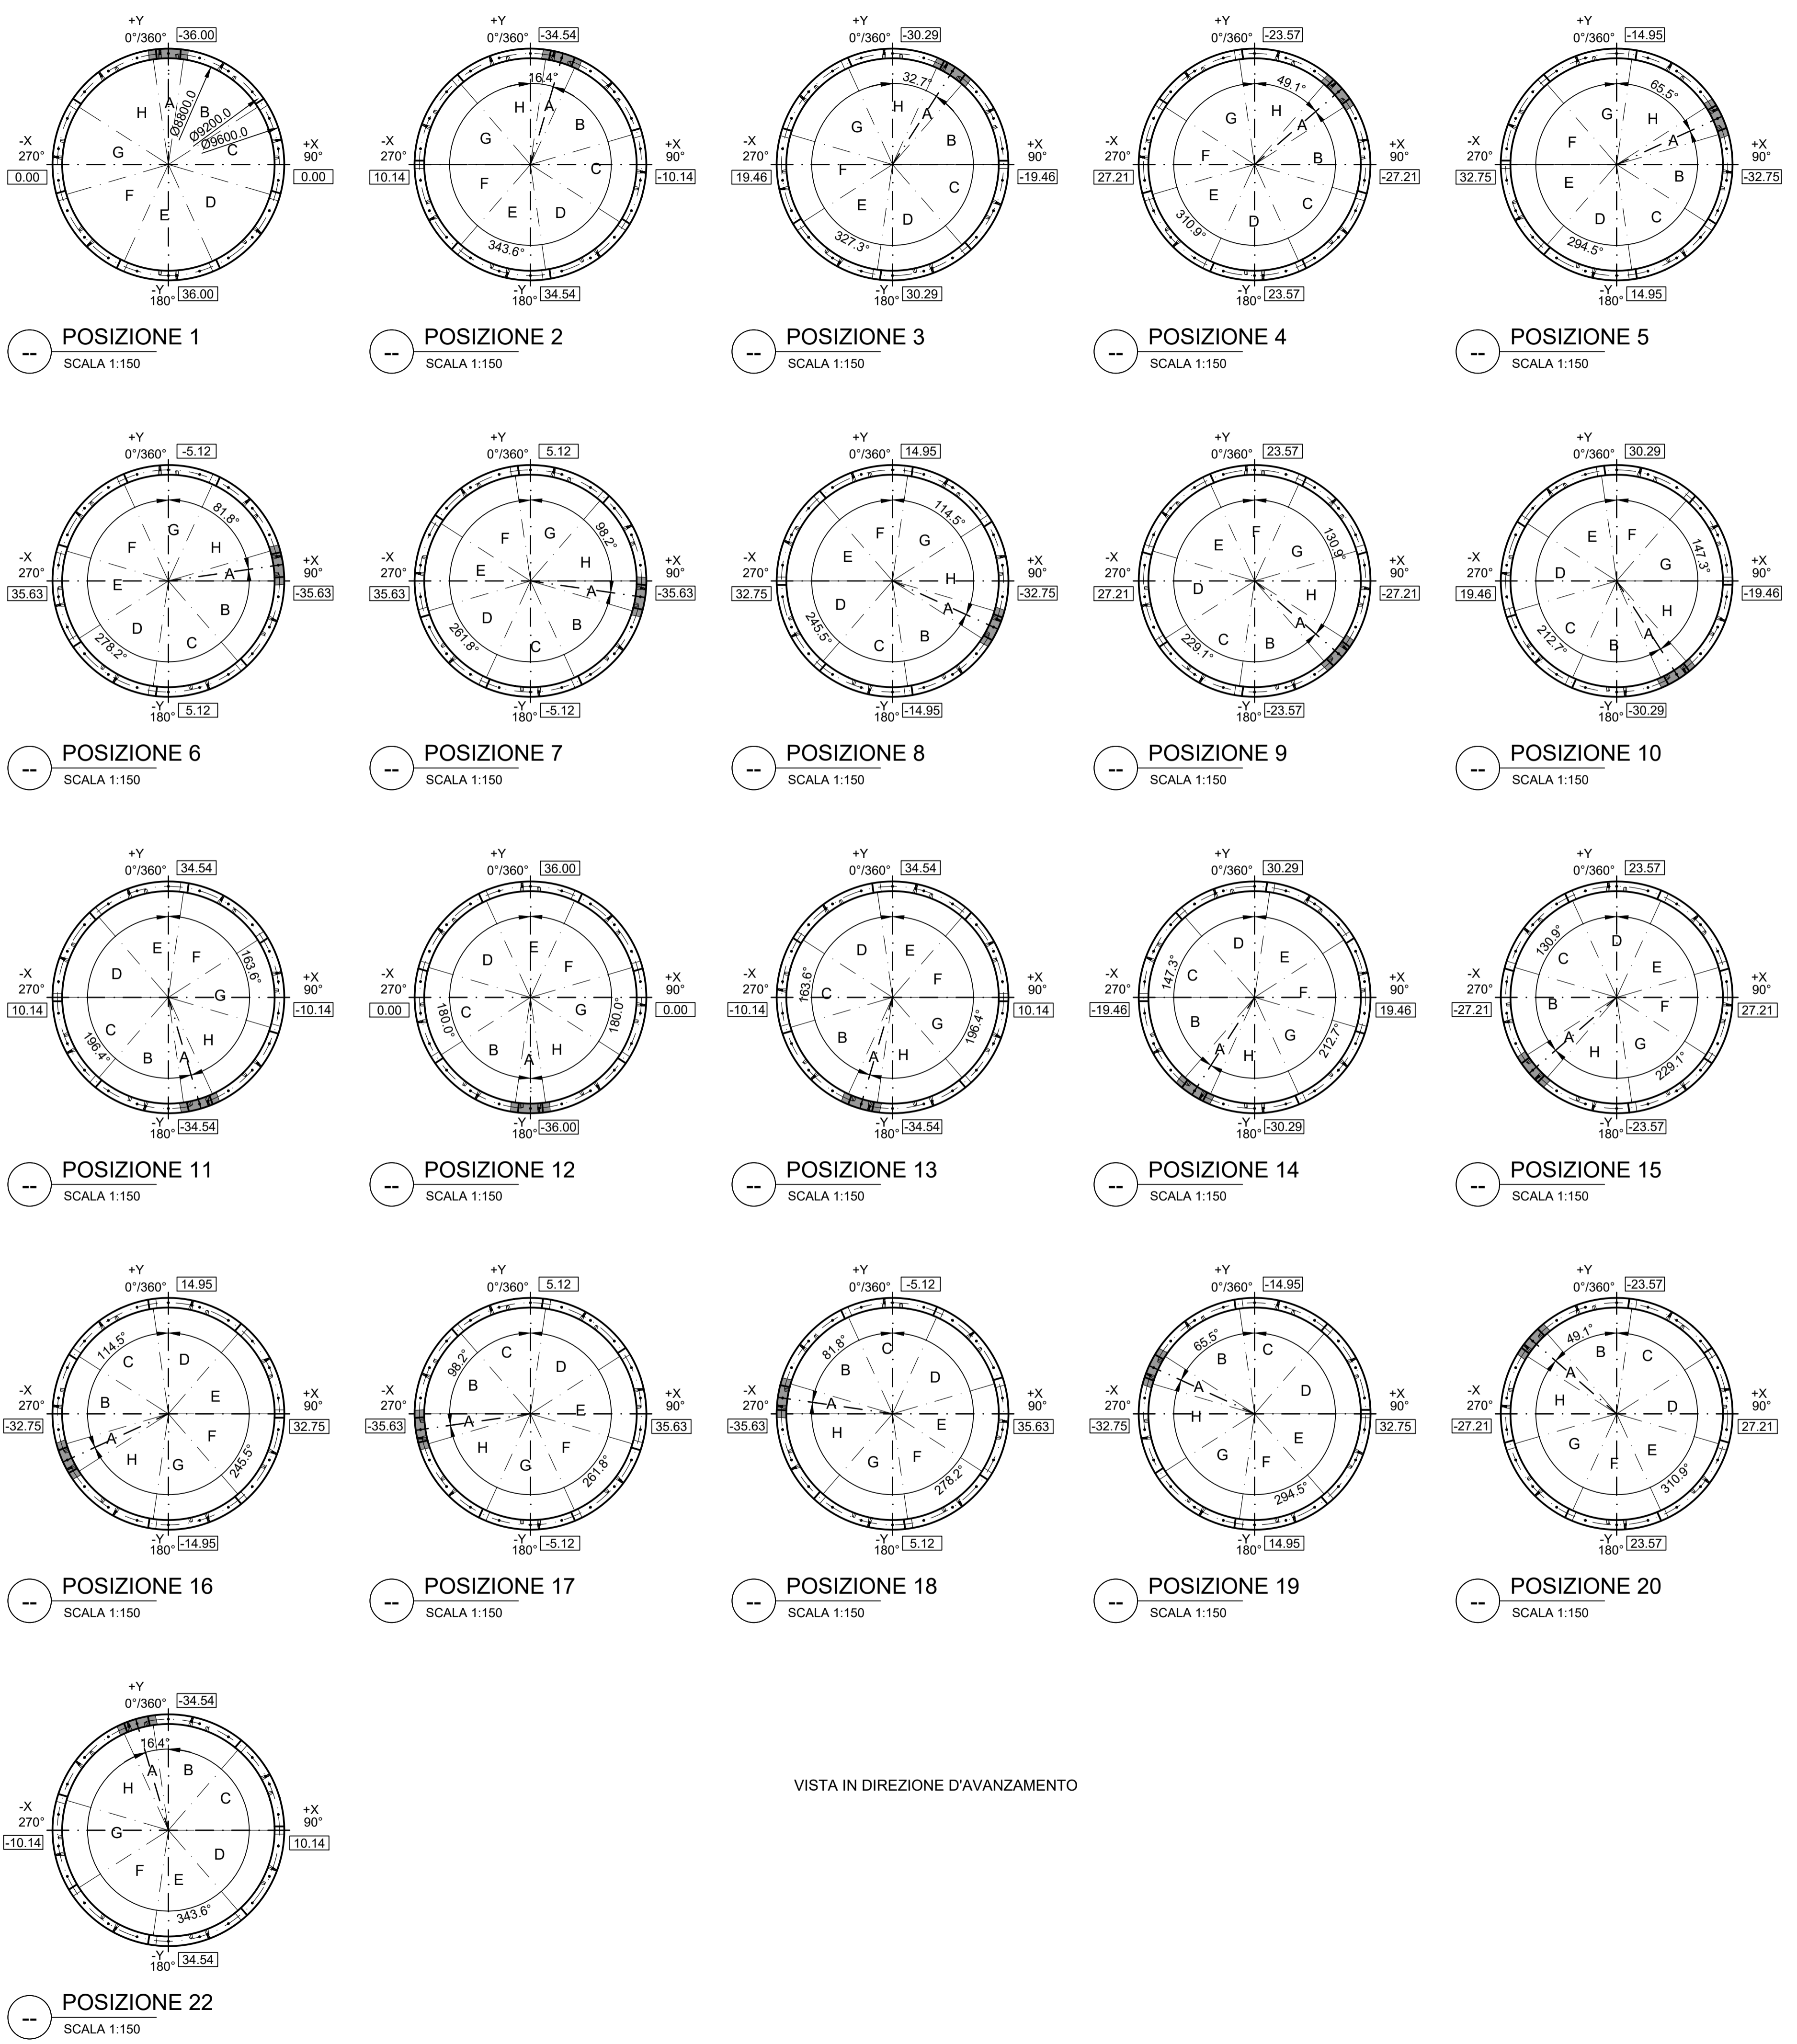 +Y
0°/360° -36.00
H A B
Ø8800.0
Ø9200.0
Ø9600.0
-X
270°
0.00
G C
+X
90°
0.00
F E D
-Y
180° 36.00
-- POSIZIONE 1
SCALA 1:150
+Y
0°/360° -34.54
16.4°
H A B
G
-X
270°
10.14
F C
+X
90°
-10.14
E D
343.6°
-Y
180° 34.54
-- POSIZIONE 2
SCALA 1:150
+Y
0°/360° -30.29
32.7°
H A
G B
-X
270°
19.46
F C
+X
90°
-19.46
E D
327.3°
-Y
180° 30.29
-- POSIZIONE 3
SCALA 1:150
+Y
0°/360° -23.57
49.1°
G H A
-X
270°
27.21
F B
+X
90°
-27.21
E D C
310.9°
-Y
180° 23.57
-- POSIZIONE 4
SCALA 1:150
+Y
0°/360° -14.95
65.5°
G H
F A
-X
270°
32.75
E B
+X
90°
-32.75
D C
294.5°
-Y
180° 14.95
-- POSIZIONE 5
SCALA 1:150
+Y
0°/360° -5.12
81.8°
G
F H
-X
270°
35.63
E A
+X
90°
-35.63
D C B
278.2°
-Y
180° 5.12
-- POSIZIONE 6
SCALA 1:150
+Y
0°/360° 5.12
98.2°
F G
E H
-X
270°
35.63
A
+X
90°
-35.63
D C B
261.8°
-Y
180° -5.12
-- POSIZIONE 7
SCALA 1:150
+Y
0°/360° 14.95
114.5°
F G
E H
-X
270°
32.75
D A
+X
90°
-32.75
C B
245.5°
-Y
180° -14.95
-- POSIZIONE 8
SCALA 1:150
+Y
0°/360° 23.57
130.9°
E F G
-X
270°
27.21
D H
+X
90°
-27.21
C B A
229.1°
-Y
180° -23.57
-- POSIZIONE 9
SCALA 1:150
+Y
0°/360° 30.29
147.3°
E F
D G
-X
270°
19.46
H
+X
90°
-19.46
C B A
212.7°
-Y
180° -30.29
-- POSIZIONE 10
SCALA 1:150
+Y
0°/360° 34.54
163.6°
E F
D G
-X
270°
10.14
+X
90°
-10.14
C B A H
196.4°
-Y
180° -34.54
-- POSIZIONE 11
SCALA 1:150
+Y
0°/360° 36.00
E
D F
-X
270°
0.00
180.0° C G 180.0°
+X
90°
0.00
B A H
-Y
180° -36.00
-- POSIZIONE 12
SCALA 1:150
+Y
0°/360° 34.54
163.6°
D E
C F
-X
270°
-10.14
+X
90°
10.14
B A H G
196.4°
-Y
180° -34.54
-- POSIZIONE 13
SCALA 1:150
+Y
0°/360° 30.29
147.3°
D E
C F
-X
270°
-19.46
+X
90°
19.46
B A H G
212.7°
-Y
180° -30.29
-- POSIZIONE 14
SCALA 1:150
+Y
0°/360° 23.57
130.9°
D
C E
-X
270°
-27.21
B F
+X
90°
27.21
A H G
229.1°
-Y
180° -23.57
-- POSIZIONE 15
SCALA 1:150
+Y
0°/360° 14.95
114.5°
C D
B E
-X
270°
-32.75
+X
90°
32.75
A H G F
245.5°
-Y
180° -14.95
-- POSIZIONE 16
SCALA 1:150
+Y
0°/360° 5.12
98.2°
C D
B
-X
270°
-35.63
A E
+X
90°
35.63
H G F
261.8°
-Y
180° -5.12
-- POSIZIONE 17
SCALA 1:150
+Y
0°/360° -5.12
81.8°
C
B D
-X
270°
-35.63
A E
+X
90°
35.63
H G F
278.2°
-Y
180° 5.12
-- POSIZIONE 18
SCALA 1:150
+Y
0°/360° -14.95
65.5°
B C
A D
-X
270°
-32.75
H E
+X
90°
32.75
G F
294.5°
-Y
180° 14.95
-- POSIZIONE 19
SCALA 1:150
+Y
0°/360° -23.57
49.1°
B C
A
-X
270°
-27.21
H D
+X
90°
27.21
G F E
310.9°
-Y
180° 23.57
-- POSIZIONE 20
SCALA 1:150
+Y
0°/360° -34.54
16.4°
A B
H C
-X
270°
-10.14
G D
+X
90°
10.14
F E
343.6°
-Y
180° 34.54
-- POSIZIONE 22
SCALA 1:150
VISTA IN DIREZIONE D'AVANZAMENTO